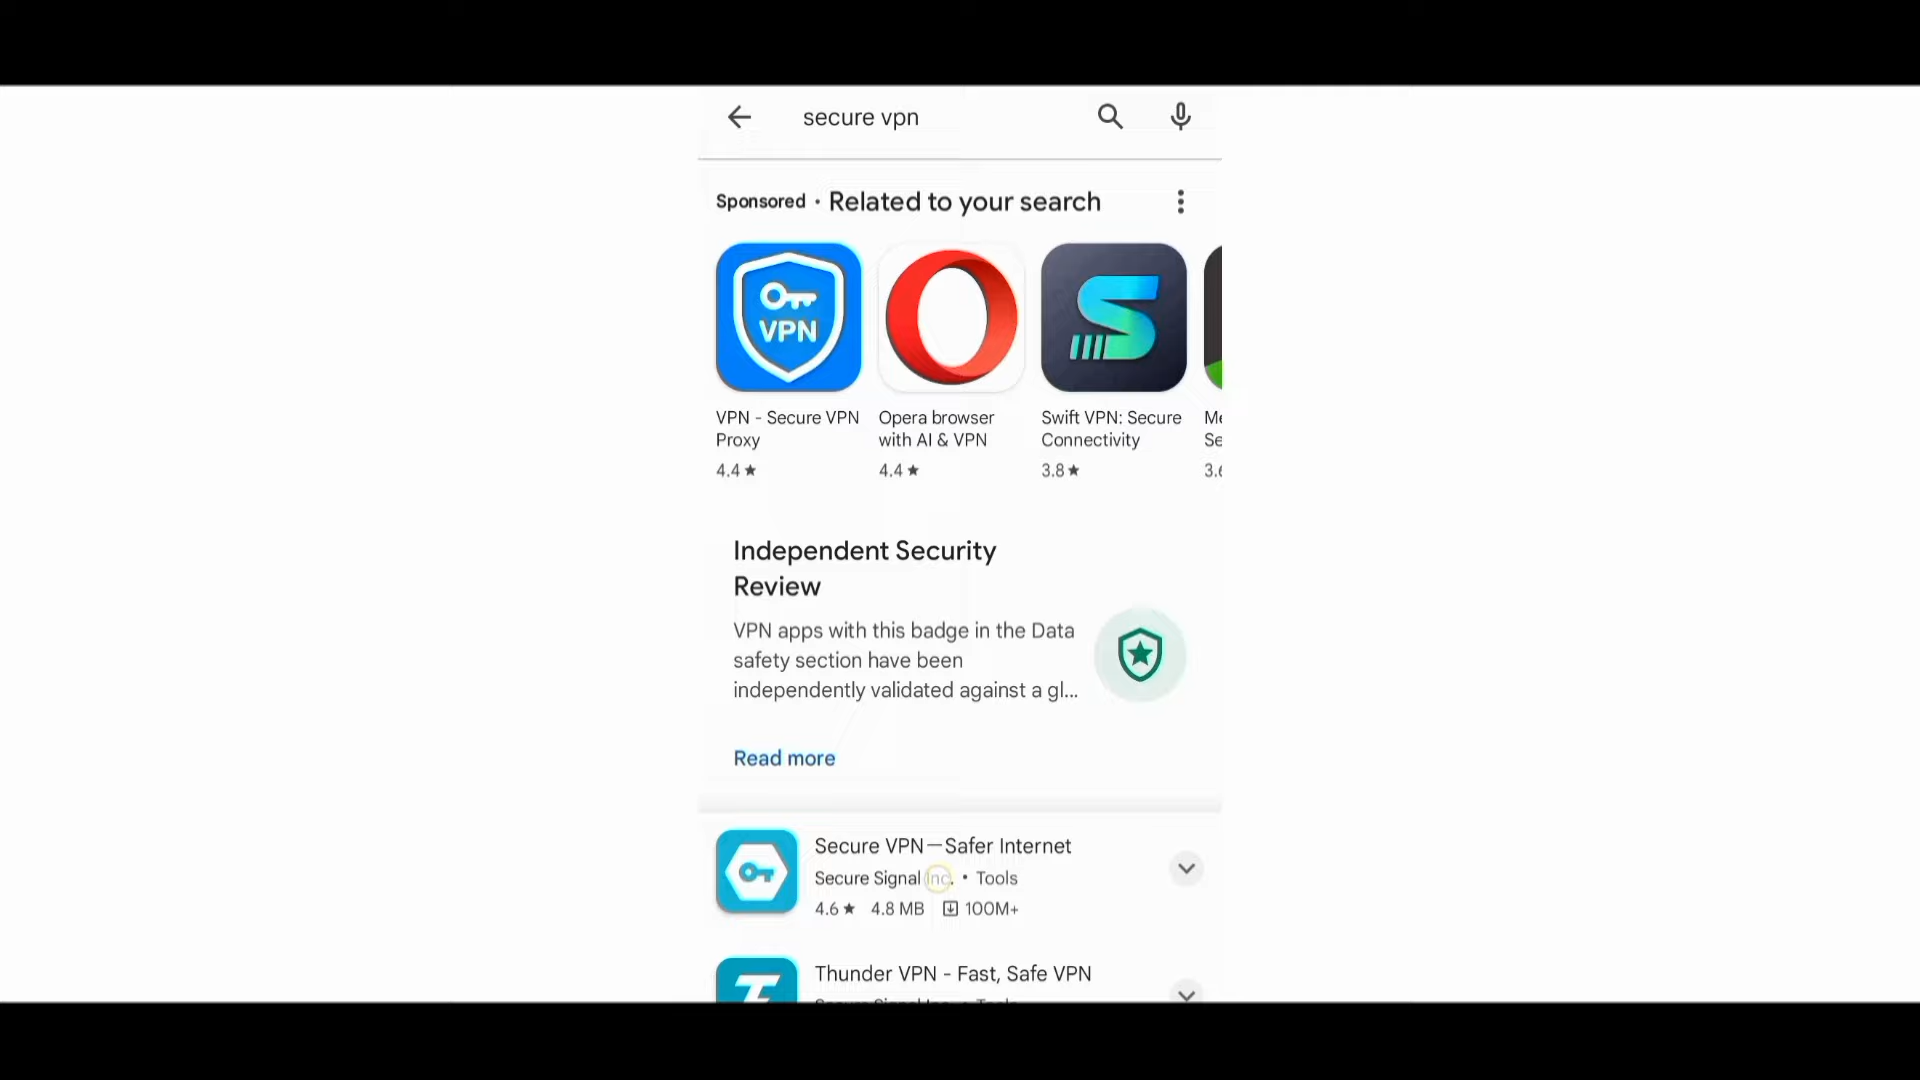 secure vpn
Sponsored · Related to your search
VPN
VPN - Secure VPN Proxy
4.4 ★
Opera browser with AI & VPN
4.4 ★
Swift VPN: Secure Connectivity
3.8 ★
Independent Security
Review
VPN apps with this badge in the Data
safety section have been
independently validated against a gl...
Read more
Secure VPN—Safer Internet
Secure Signal Inc. • Tools
4.6 ★ 4.8 MB 100M+
Thunder VPN - Fast, Safe VPN